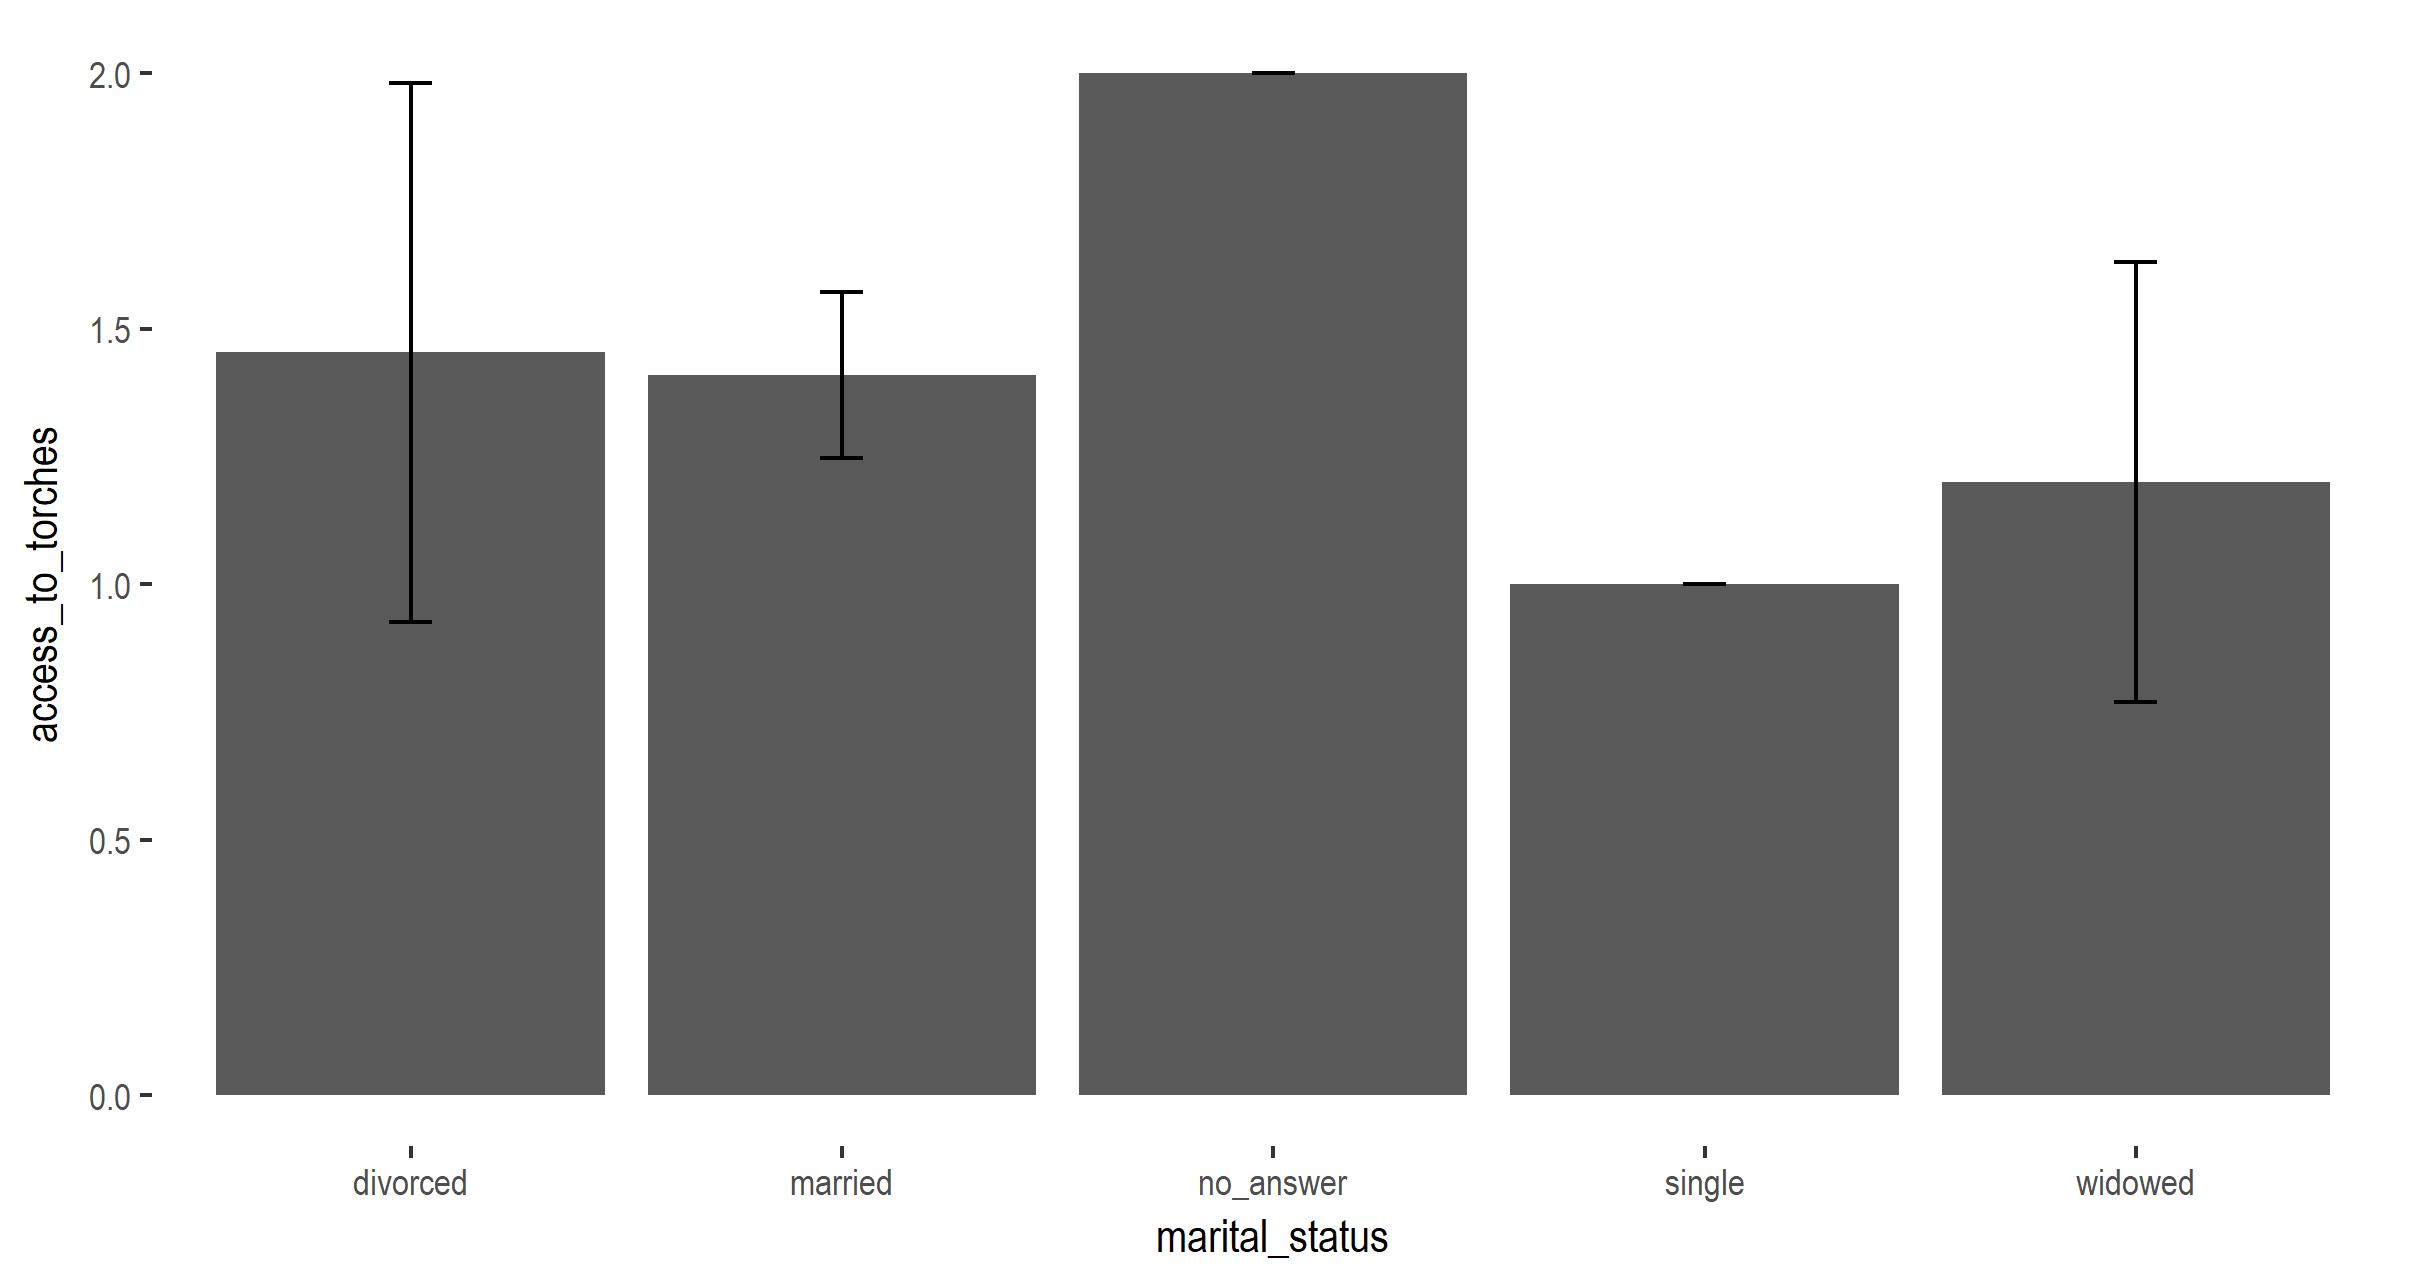 access_to_torches
2.0
1.5
1.0
0.5
0.0
divorced married no_answer single widowed
marital_status